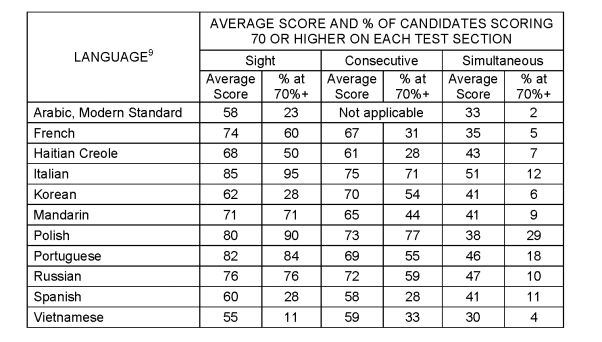 LANGUAGE⁹
AVERAGE SCORE AND % OF CANDIDATES SCORING
70 OR HIGHER ON EACH TEST SECTION
Sight Consecutive Simultaneous
Average Score % at 70%+ Average Score % at 70%+ Average Score % at 70%+
Arabic, Modern Standard 58 23 Not applicable 33 2
French 74 60 67 31 35 5
Haitian Creole 68 50 61 28 43 7
Italian 85 95 75 71 51 12
Korean 62 28 70 54 41 6
Mandarin 71 71 65 44 41 9
Polish 80 90 73 77 38 29
Portuguese 82 84 69 55 46 18
Russian 76 76 72 59 47 10
Spanish 60 28 58 28 41 11
Vietnamese 55 11 59 33 30 4